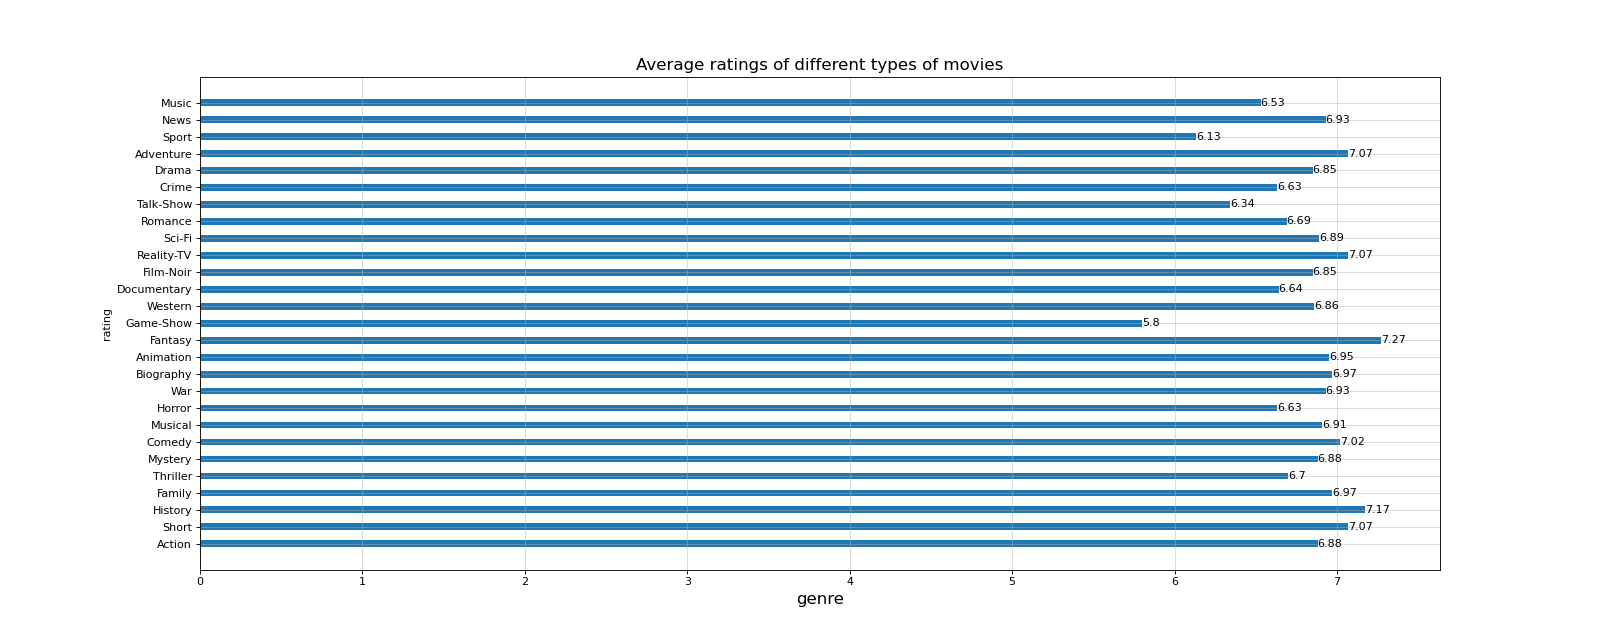 Average ratings of different types of movies
Music 6.53
News 6.93
Sport 6.13
Adventure 7.07
Drama 6.85
Crime 6.63
Talk-Show 6.34
Romance 6.69
Sci-Fi 6.89
Reality-TV 7.07
Film-Noir 6.85
Documentary 6.64
Western 6.86
rating
Game-Show 5.8
Fantasy 7.27
Animation 6.95
Biography 6.97
War 6.93
Horror 6.63
Musical 6.91
Comedy 7.02
Mystery 6.88
Thriller 6.7
Family 6.97
History 7.17
Short 7.07
Action 6.88
0 1 2 3 4 5 6 7
genre